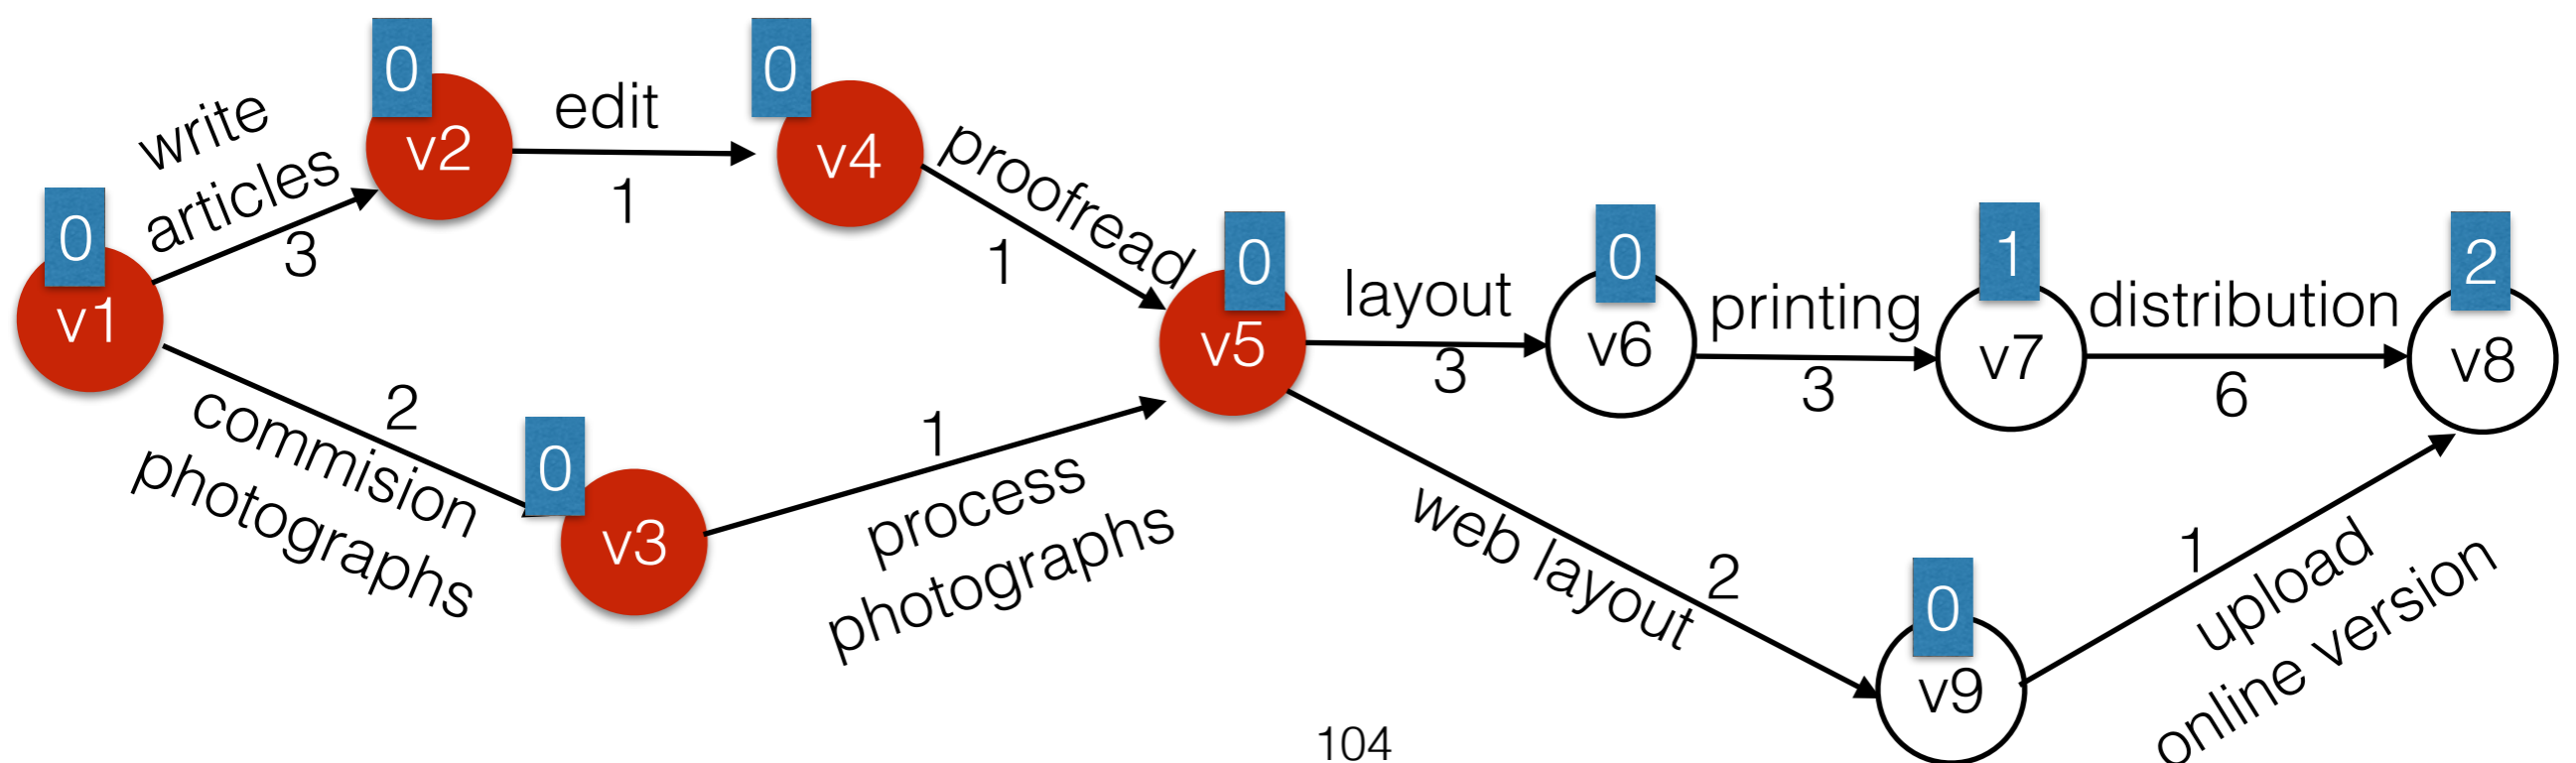 0
v1
write
articles
3
0
v2
edit
1
0
v4
proofread
1
2
commision
photographs
0
v3
1
process
photographs
0
v5
layout
3
0
v6
printing
3
1
v7
distribution
6
2
v8
web layout
2
0
v9
1
upload
online version
104